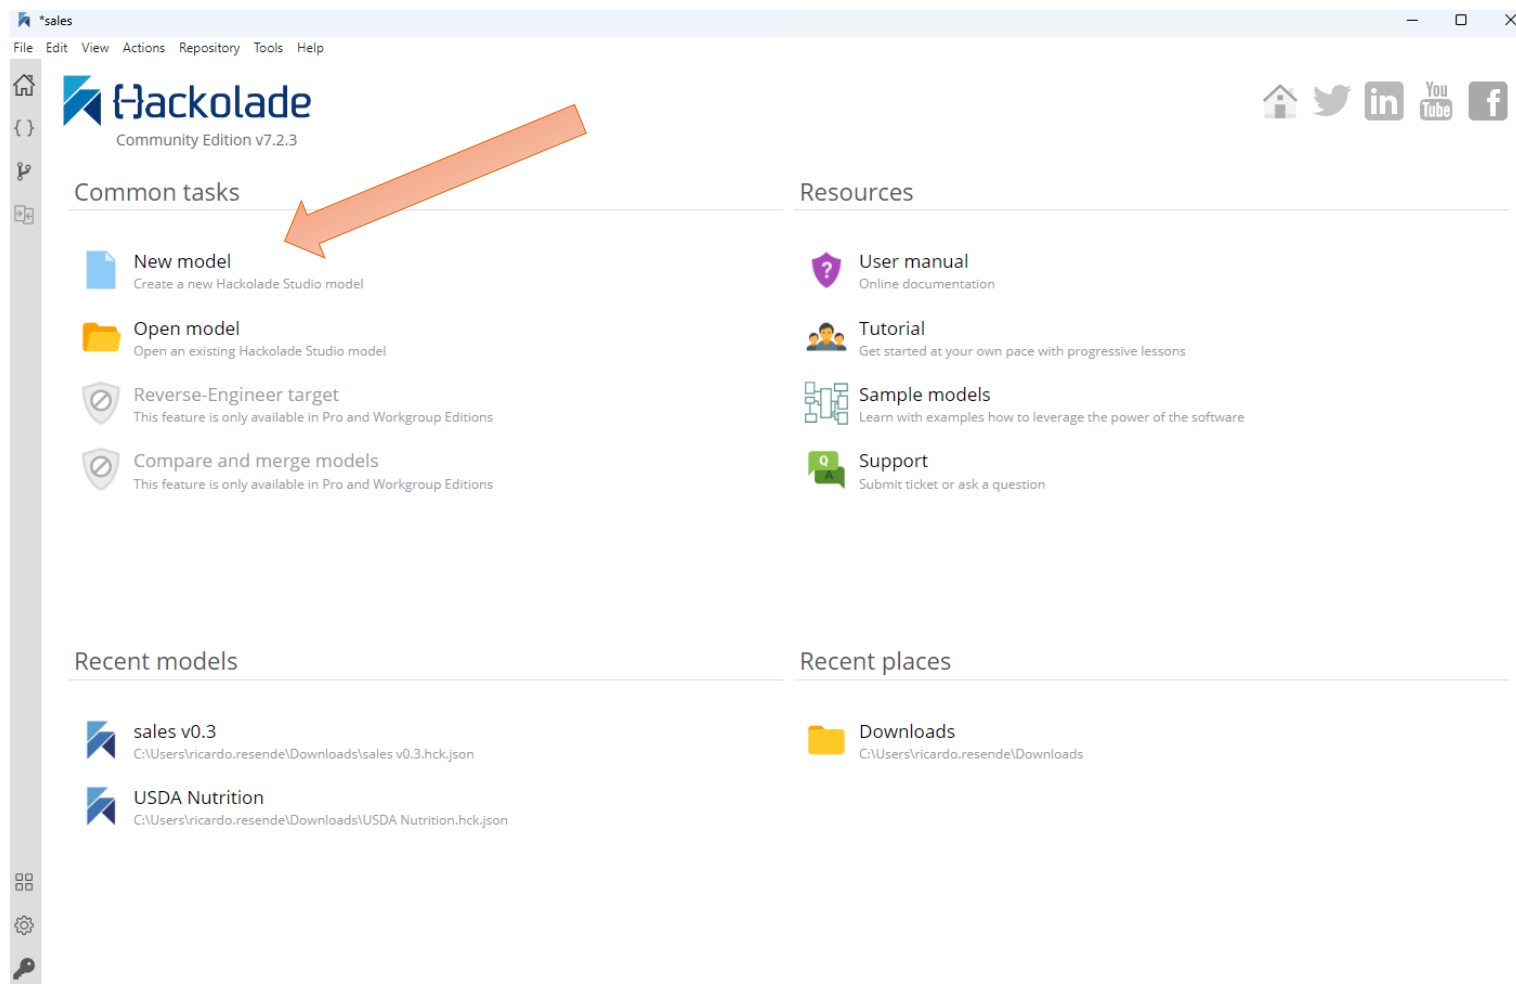 *sales
File Edit View Actions Repository Tools Help
Hackolade
Community Edition v7.2.3
You
Tube
in
f
Common tasks
New model
Create a new Hackolade Studio model
Open model
Open an existing Hackolade Studio model
Reverse-Engineer target
This feature is only available in Pro and Workgroup Editions
Compare and merge models
This feature is only available in Pro and Workgroup Editions
Resources
?
User manual
Online documentation
Tutorial
Get started at your own pace with progressive lessons
Sample models
Learn with examples how to leverage the power of the software
Q
A
Support
Submit ticket or ask a question
Recent models
sales v0.3
C:\Users\ricardo.resende\Downloads\sales v0.3.hck.json
USDA Nutrition
C:\Users\ricardo.resende\Downloads\USDA Nutrition.hck.json
Recent places
Downloads
C:\Users\ricardo.resende\Downloads